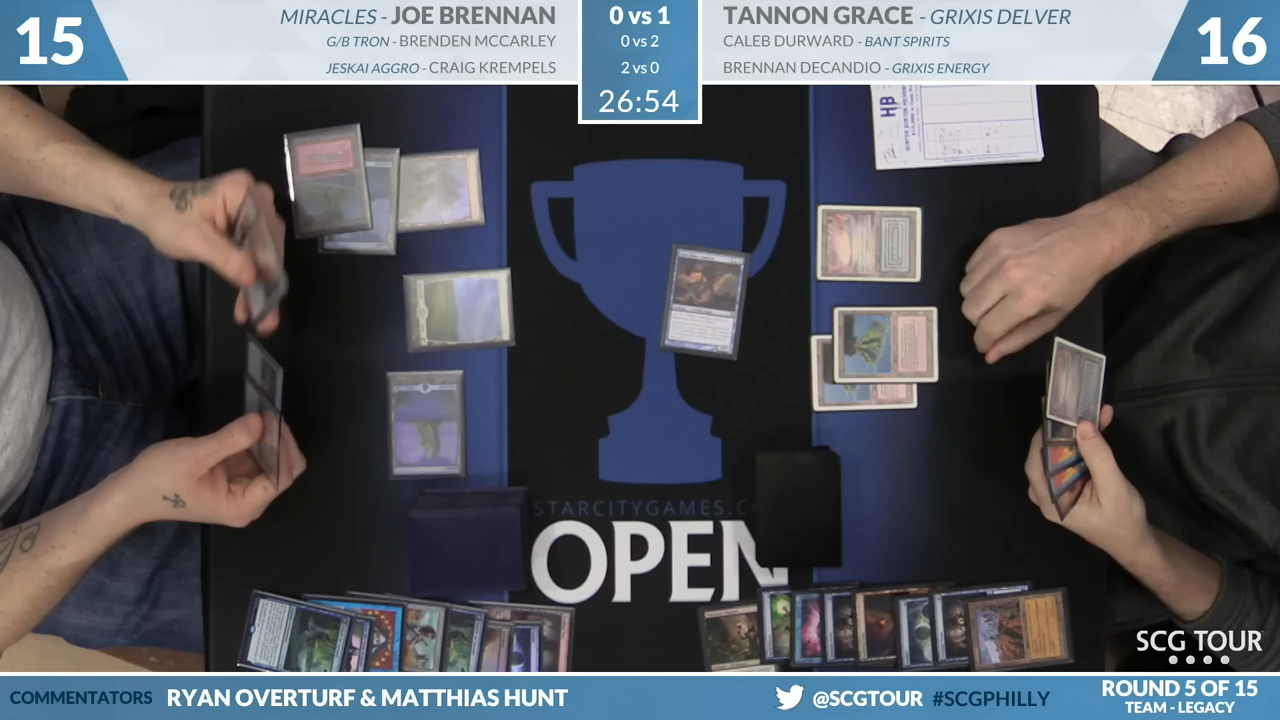 15
MIRACLES - JOE BRENNAN
G/B TRON - BRENDEN MCCARLEY
JESKAI AGGRO - CRAIG KREMPELS
0 vs 1
0 vs 2
2 vs 0
26:54
TANNON GRACE - GRIXIS DELVER
CALEB DURWARD - BANT SPIRITS
BRENNAN DECANDIO - GRIXIS ENERGY
16
HB
STARCITYGAMES.C
OPEN
SCG TOUR
COMMENTATORS RYAN OVERTURF & MATTHIAS HUNT
@SCGTOUR #SCGPHILLY
ROUND 5 OF 15
TEAM - LEGACY